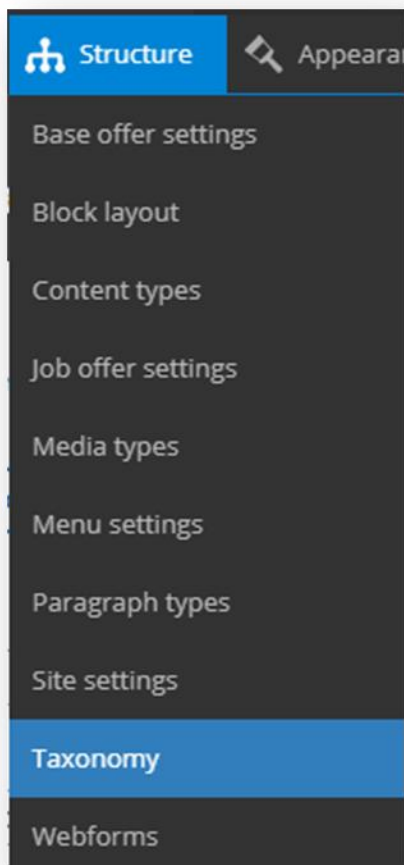 Structure
Base offer settings
Block layout
Content types
Job offer settings
Media types
Menu settings
Paragraph types
Site settings
Taxonomy
Webforms